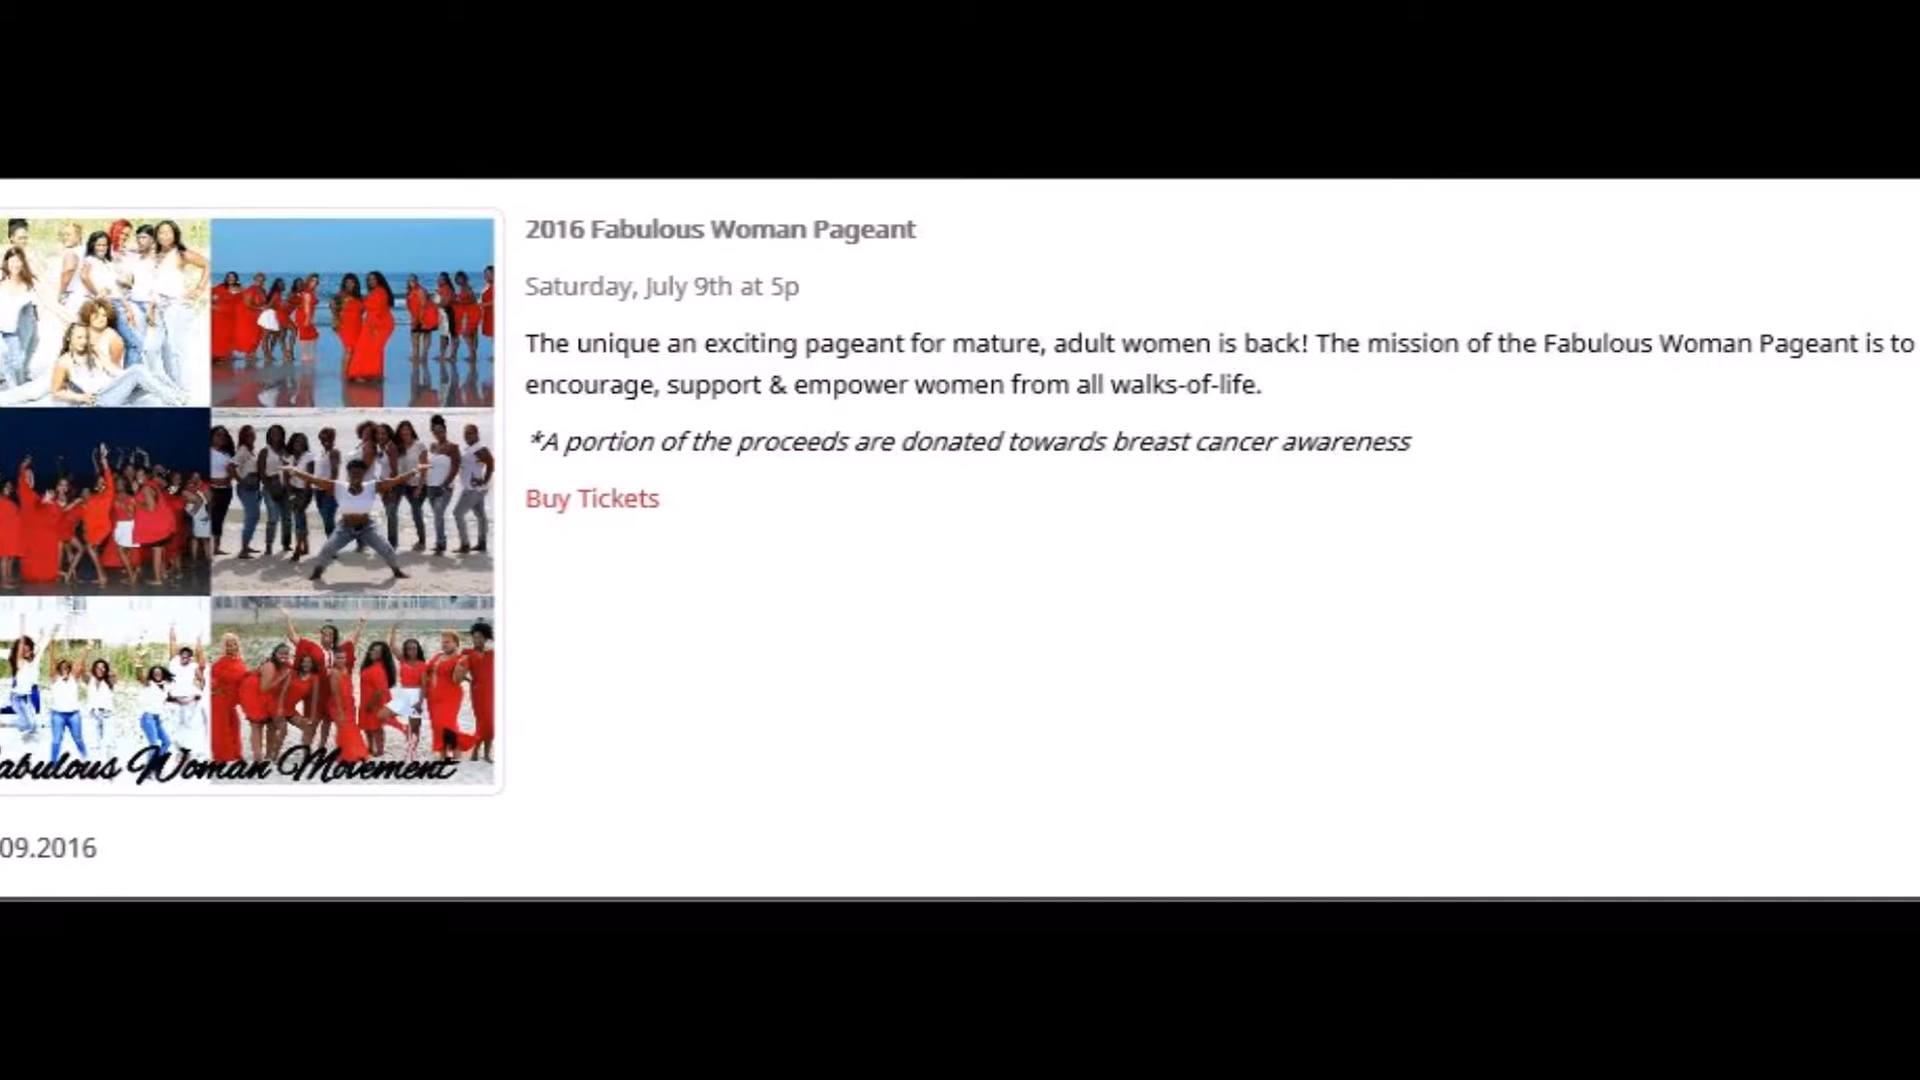 2016 Fabulous Woman Pageant
Saturday, July 9th at 5p
The unique an exciting pageant for mature, adult women is back! The mission of the Fabulous Woman Pageant is to
encourage, support & empower women from all walks-of-life.
*A portion of the proceeds are donated towards breast cancer awareness
Buy Tickets
abulous Woman Movement
09.2016